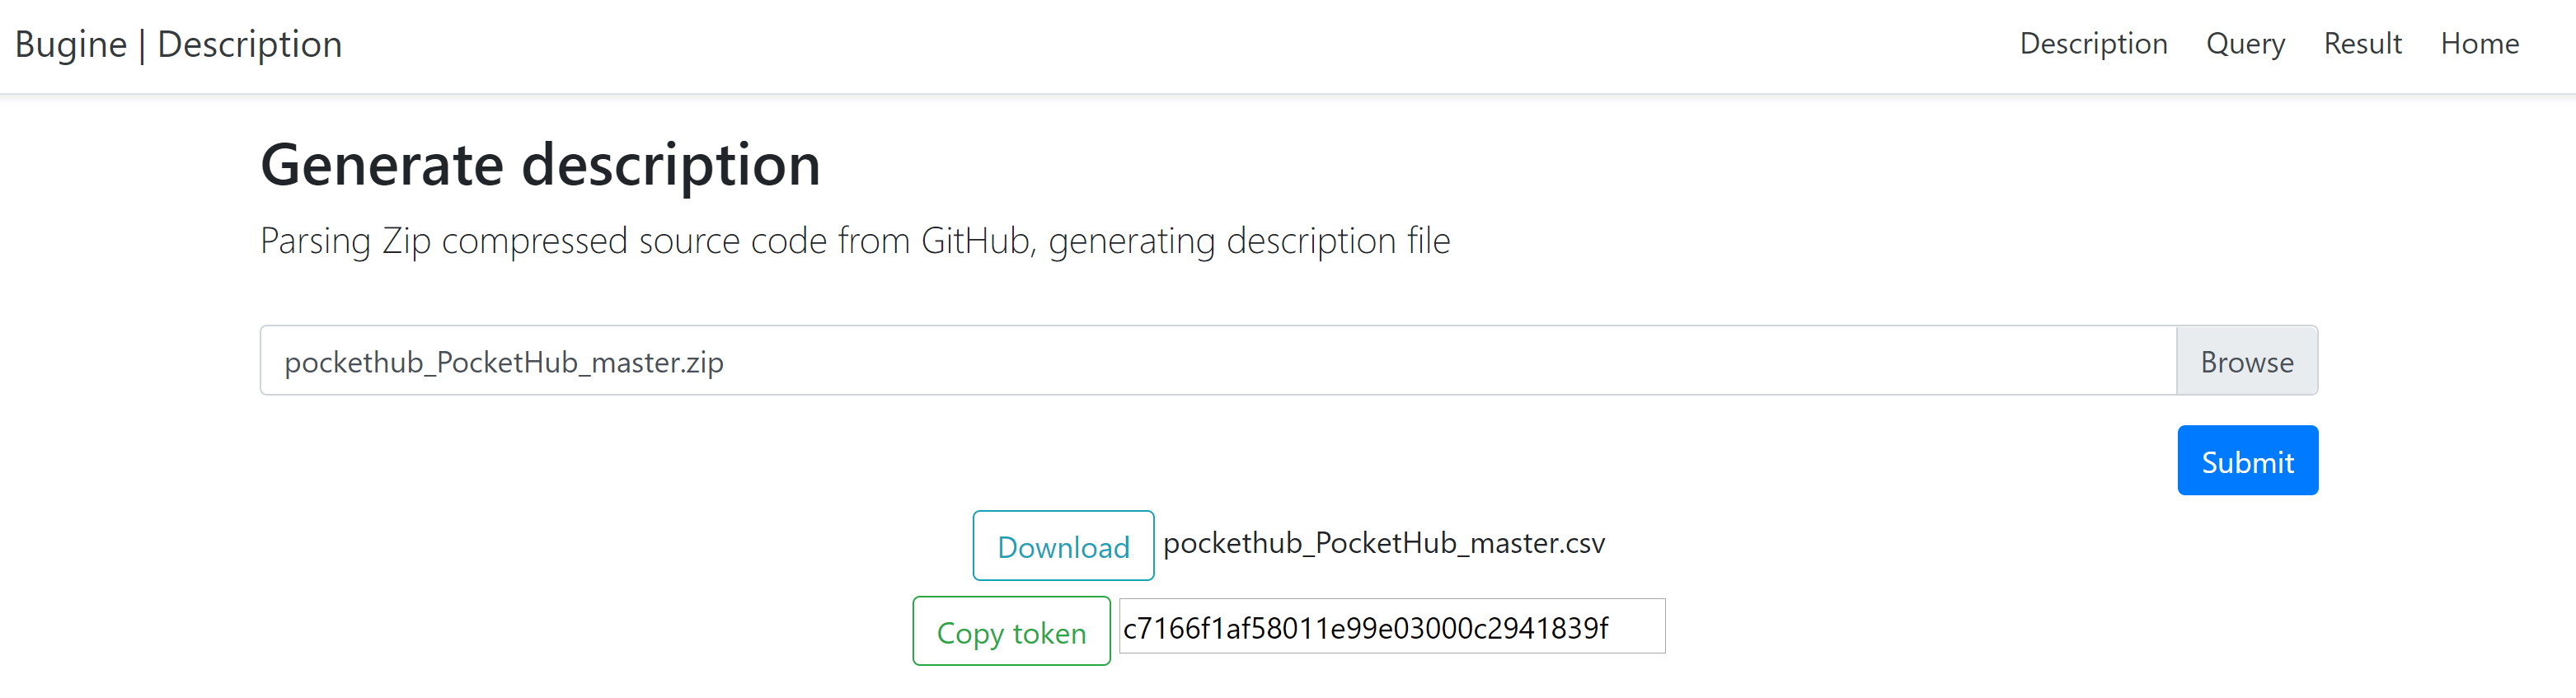 Bugine | Description
Description Query Result Home
Generate description
Parsing Zip compressed source code from GitHub, generating description file
pockethub_PocketHub_master.zip Browse
Submit
Download pockethub_PocketHub_master.csv
Copy token c7166f1af58011e99e03000c2941839f